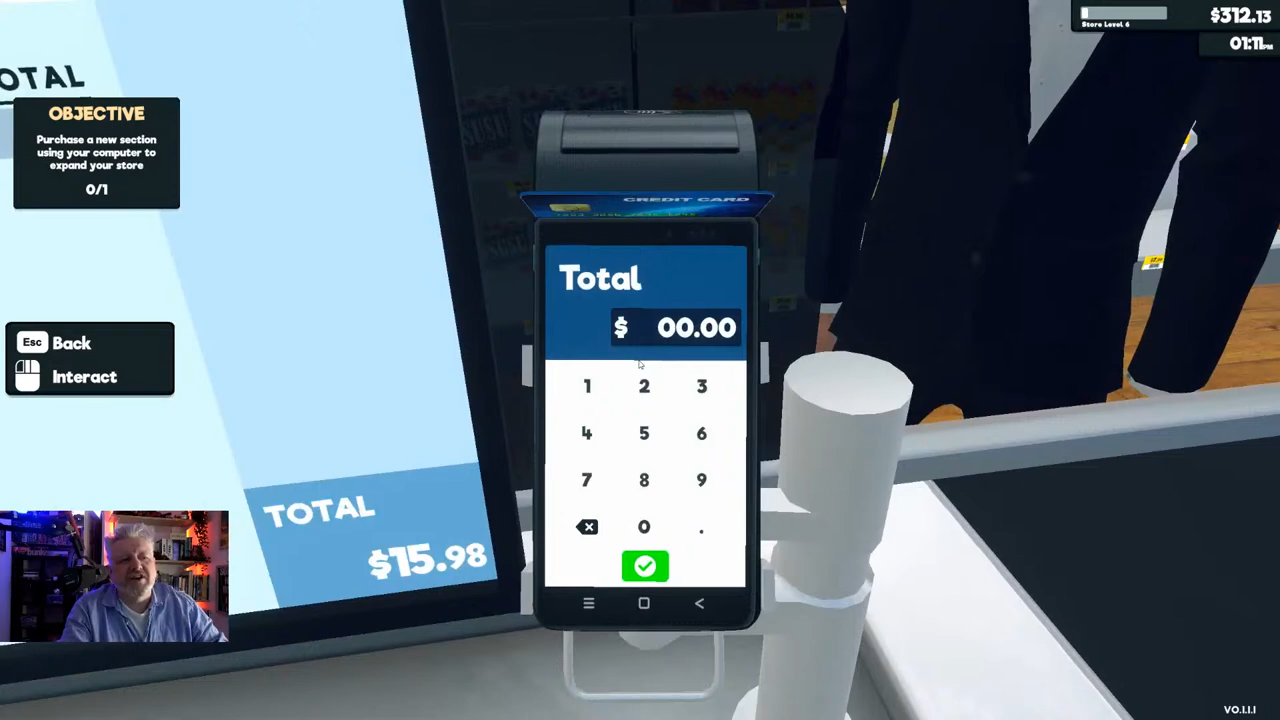 OTAL
OBJECTIVE
Purchase a new section
using your computer to
expand your store
0/1
Esc Back
Interact
TOTAL
$15.98
CREDIT CARD
Total
$ 00.00
1 2 3
4 5 6
7 8 9
0 .
$312.13
Store Level 6
01:11PM
V0.1.1.1